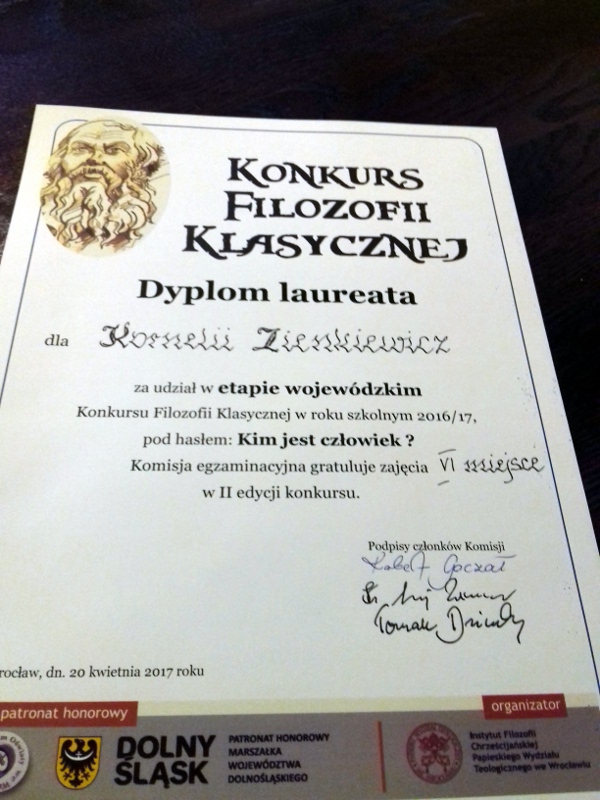 KONKURS
FILOZOFII
KLASYCZNEJ
Dyplom laureata
dla Kornelii Zienkiewicz
za udział w etapie wojewódzkim
Konkursu Filozofii Klasycznej w roku szkolnym 2016/17,
pod hasłem: Kim jest człowiek ?
Komisja egzaminacyjna gratuluje zajęcia VI miejsce
w II edycji konkursu.
Podpisy członków Komisji
Robert Goczał
Tomasz
rocław, dn. 20 kwietnia 2017 roku
patronat honorowy
organizator
DOLNY
ŚLĄSK
PATRONAT HONOROWY
MARSZAŁKA
WOJEWÓDZTWA
DOLNOŚLĄSKIEGO
Instytut Filozofii
Chrześcijańskiej
Papieskiego Wydziału
Teologicznego we Wrocławiu